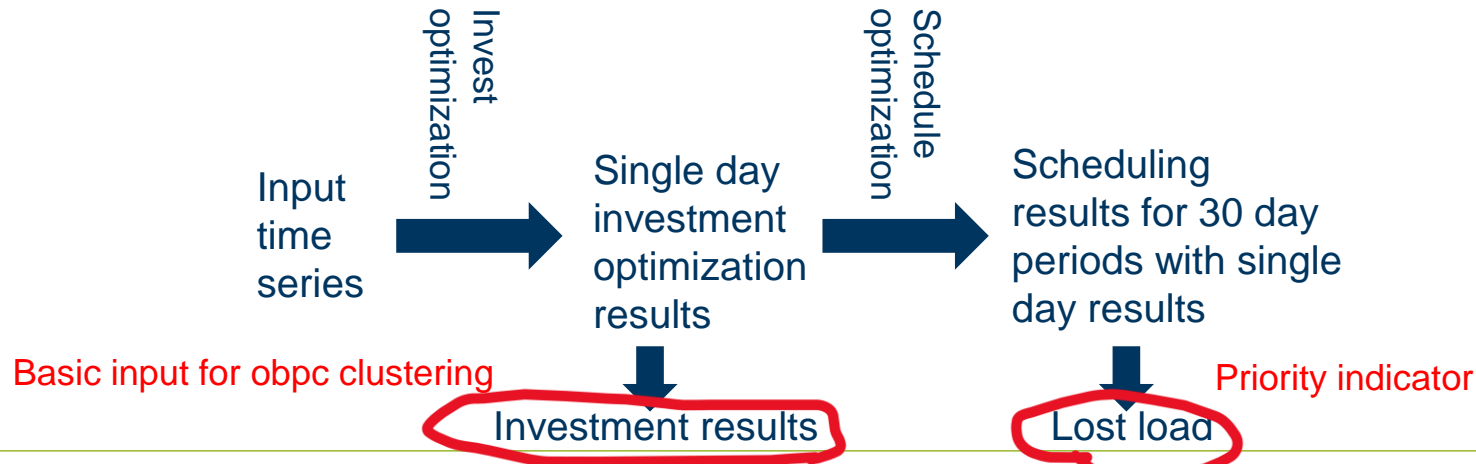 Invest
optimization
Schedule
optimization
Input
time
series
Single day
investment
optimization
results
Scheduling
results for 30 day
periods with single
day results
Basic input for obpc clustering
Priority indicator
Investment results
Lost load